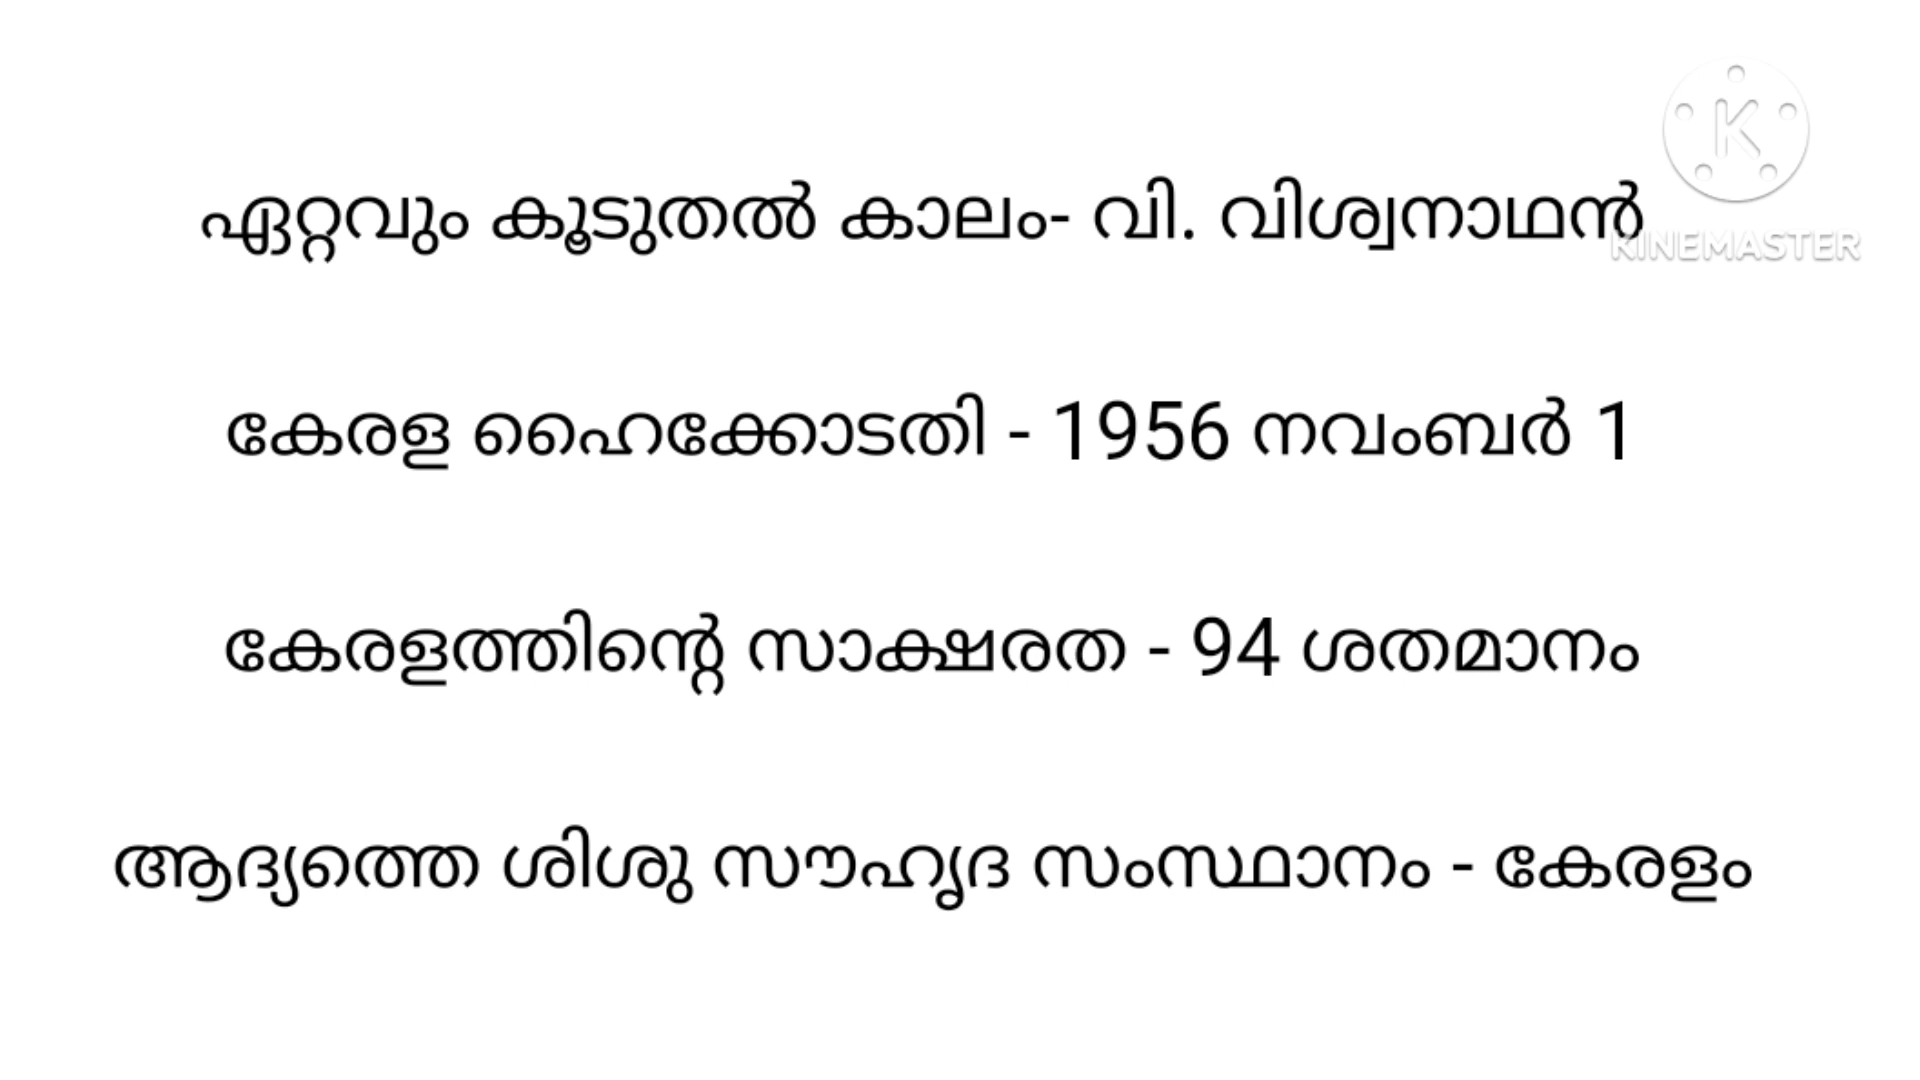 ഏറ്റവും കൂടുതൽ കാലം- വി. വിശ്വനാഥൻ
K
KINEMASTER
കേരള ഹൈക്കോടതി - 1956 നവംബർ 1
കേരളത്തിന്റെ സാക്ഷരത - 94 ശതമാനം
ആദ്യത്തെ ശിശു സൗഹൃദ സംസ്ഥാനം - കേരളം